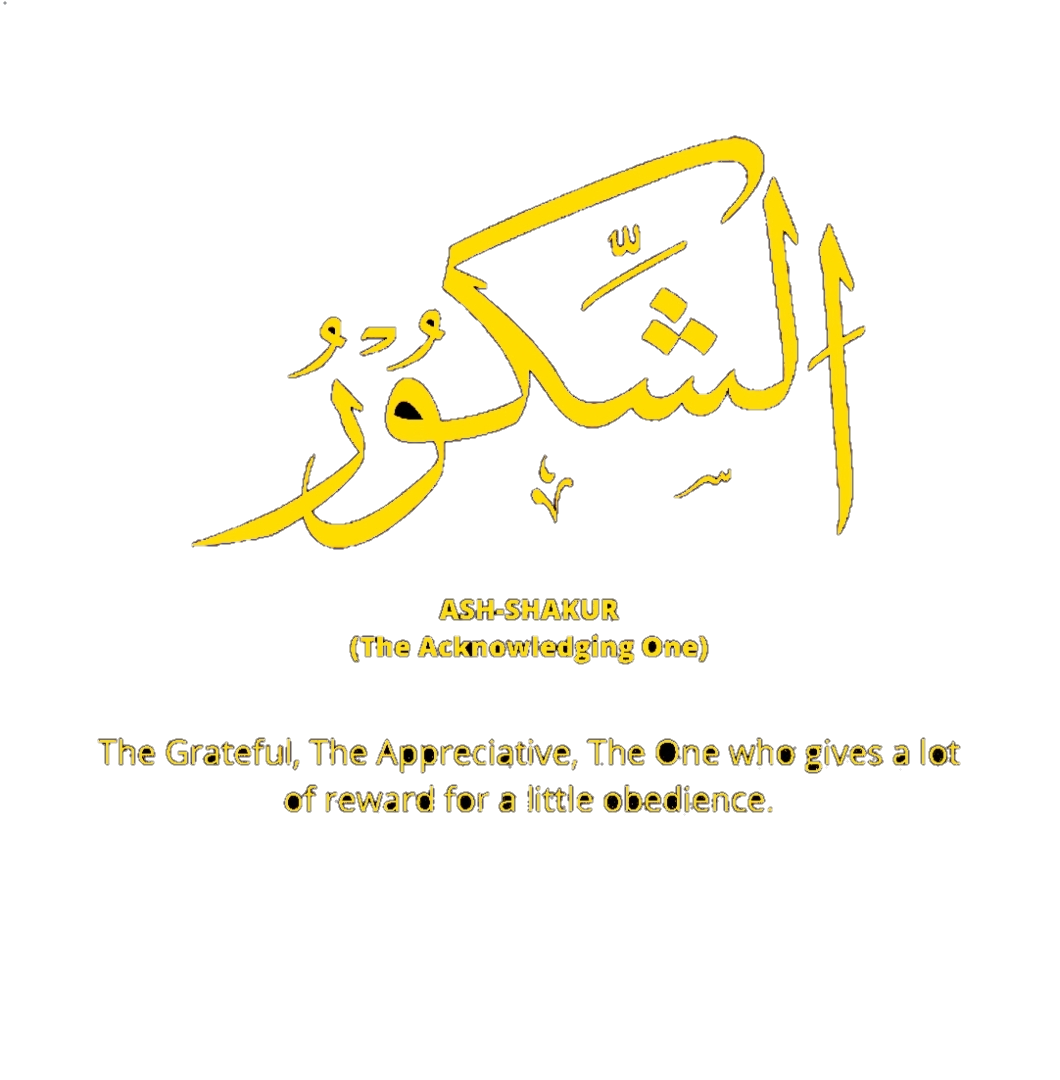 الشَّكُوْرُ
ASH-SHAKUR
(The Acknowledging One)
The Grateful, The Appreciative, The One who gives a lot
of reward for a little obedience.